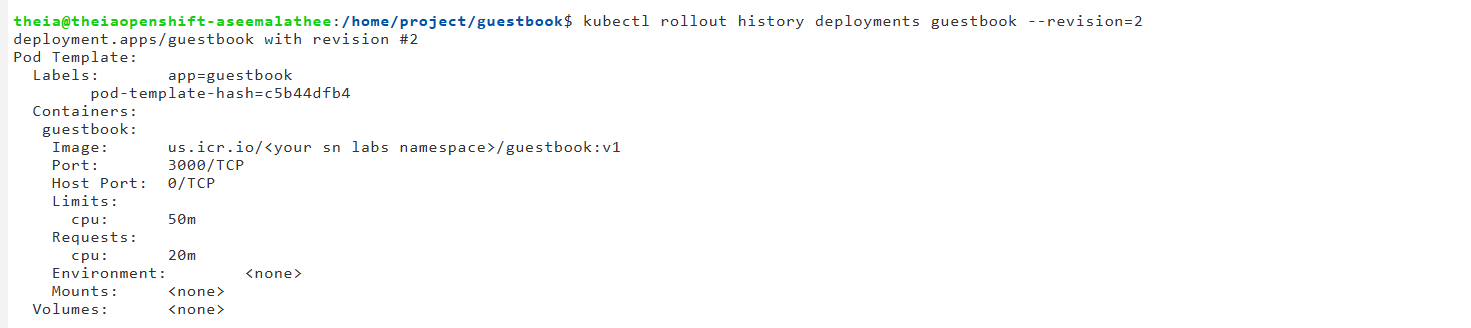 theia@theiaopenshift-aseemalathee:/home/project/guestbook$ kubectl rollout history deployments guestbook --revision=2
deployment.apps/guestbook with revision #2
Pod Template:
  Labels:       app=guestbook
        pod-template-hash=c5b44dfb4
  Containers:
   guestbook:
    Image:      us.icr.io/<your sn labs namespace>/guestbook:v1
    Port:       3000/TCP
    Host Port:  0/TCP
    Limits:
      cpu:      50m
    Requests:
      cpu:      20m
    Environment:        <none>
    Mounts:     <none>
  Volumes:      <none>